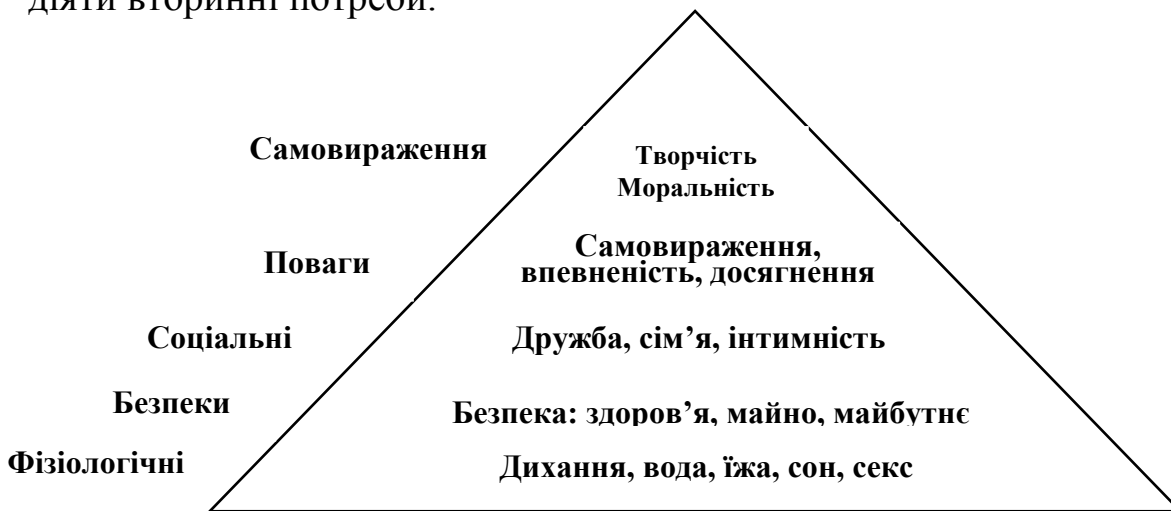 діяти вторинні потреби.
Самовираження
Творчість
Моральність
Поваги
Самовираження,
впевненість, досягнення
Соціальні
Дружба, сім’я, інтимність
Безпеки
Безпека: здоров’я, майно, майбутнє
Фізіологічні
Дихання, вода, їжа, сон, секс